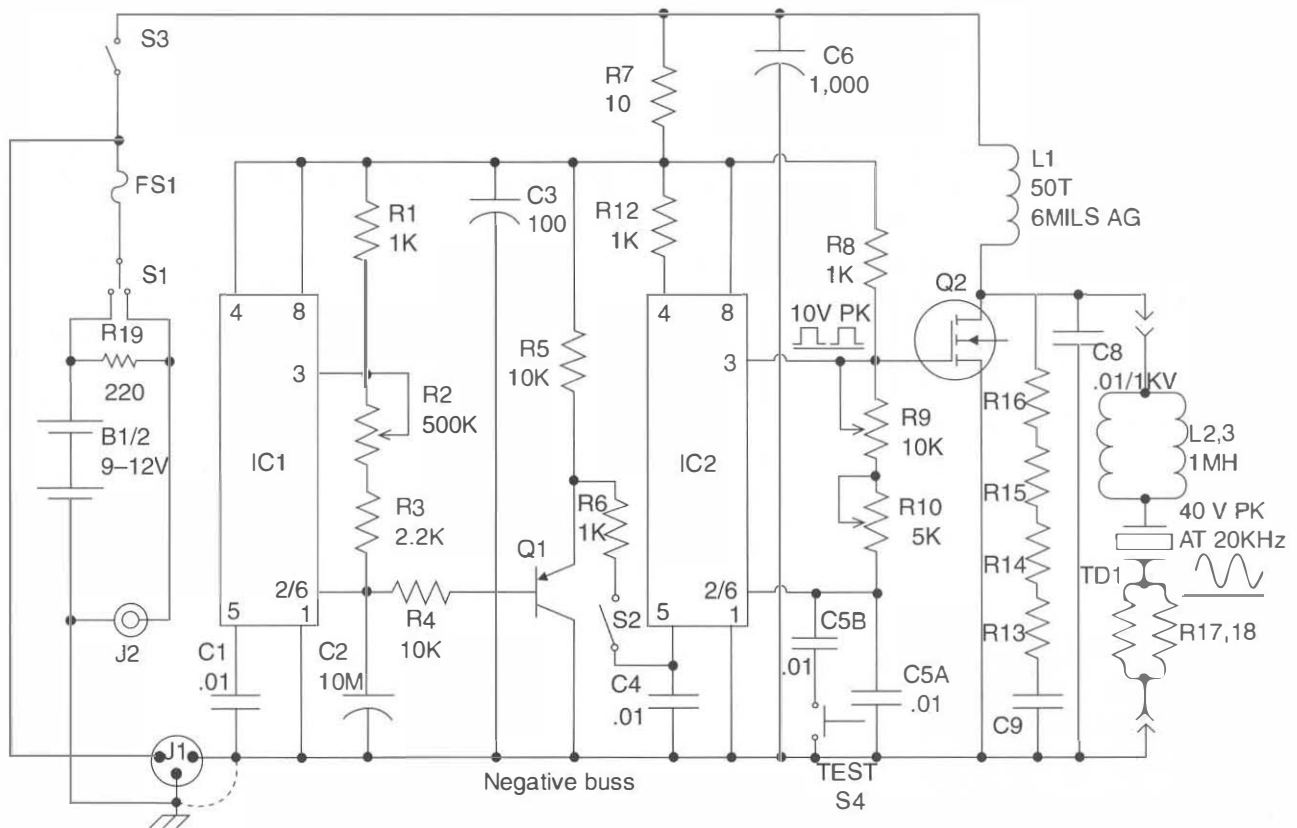 S3
C6
1,000
R7
10
FS1
R1
1K
C3
100
R12
1K
L1
50T
6MILS AG
R8
1K
S1
4
8
4
8
Q2
R19
220
10V PK
3
3
R5
10K
C8
.01/1KV
R2
500K
R16
R9
10K
B1/2
9–12V
IC1
IC2
L2,3
1MH
R6
1K
R15
R3
2.2K
R10
5K
40 V PK
AT 20KHz
Q1
R14
TD1
2/6
2/6
5
1
R4
10K
S2
5
1
C5B
.01
R13
R17,18
J2
C1
.01
C2
10M
C4
.01
C5A
.01
C9
J1
Negative buss
TEST
S4